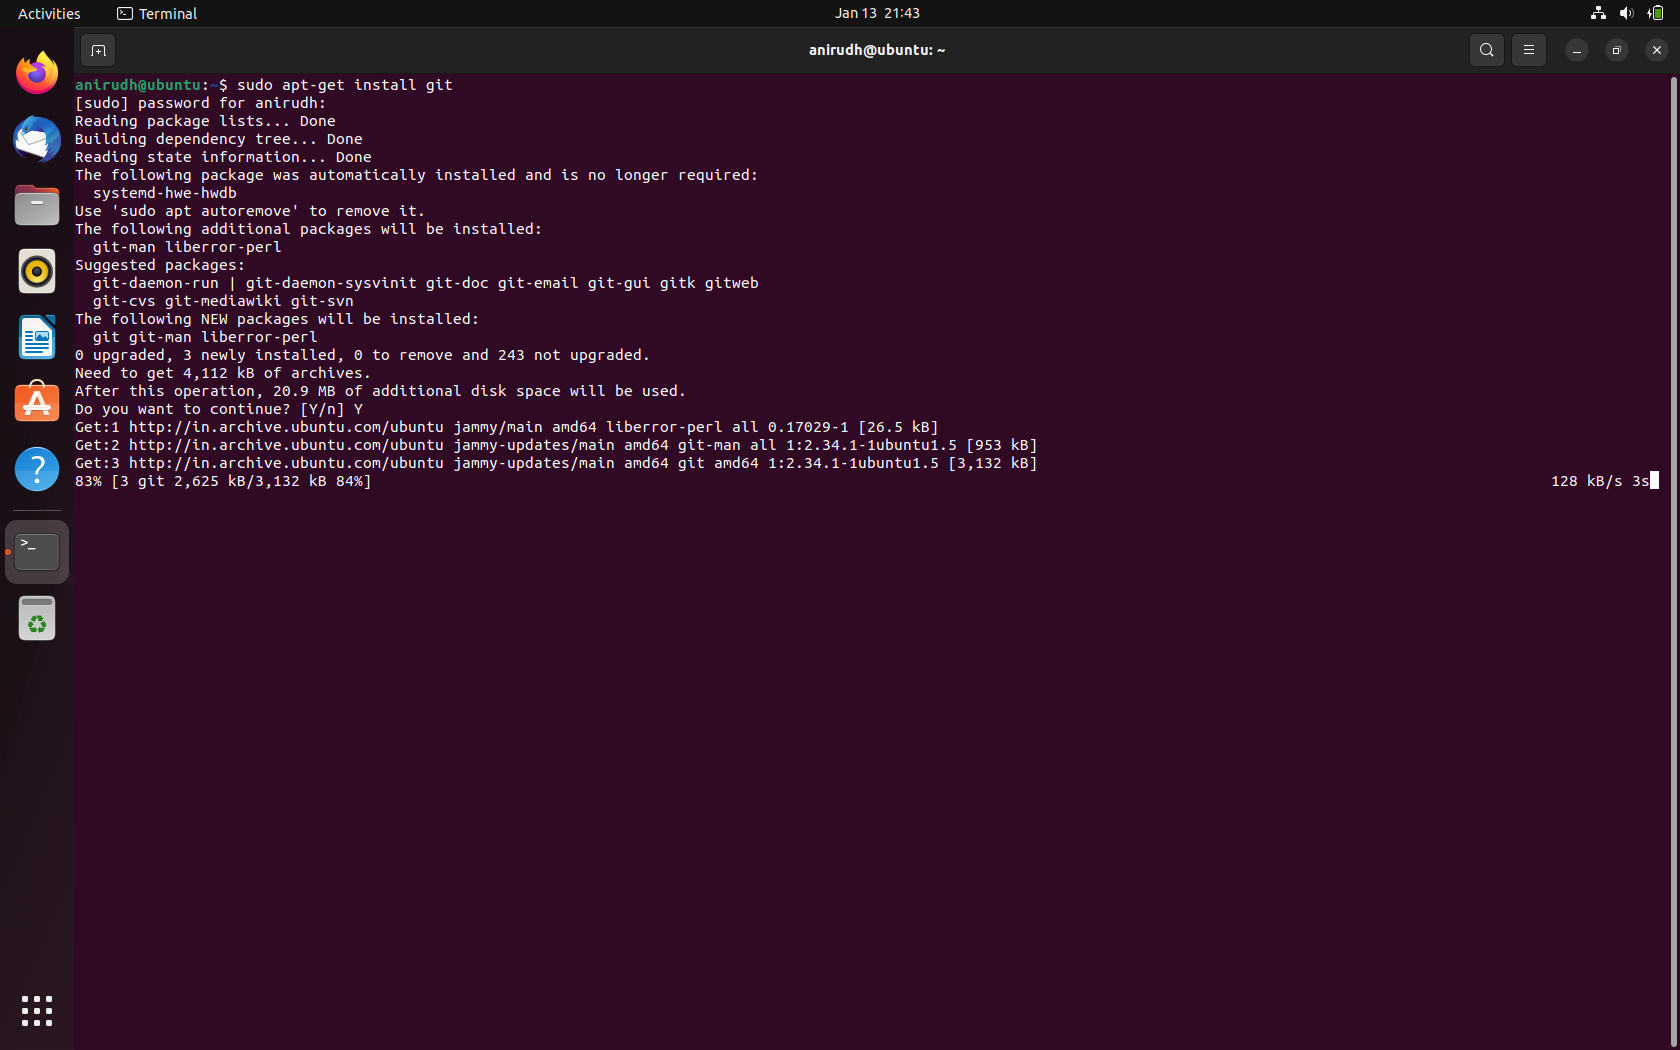 Activities Terminal Jan 13 21:43
anirudh@ubuntu: ~
anirudh@ubuntu:~$ sudo apt-get install git
[sudo] password for anirudh:
Reading package lists... Done
Building dependency tree... Done
Reading state information... Done
The following package was automatically installed and is no longer required:
  systemd-hwe-hwdb
Use 'sudo apt autoremove' to remove it.
The following additional packages will be installed:
  git-man liberror-perl
Suggested packages:
  git-daemon-run | git-daemon-sysvinit git-doc git-email git-gui gitk gitweb
  git-cvs git-mediawiki git-svn
The following NEW packages will be installed:
  git git-man liberror-perl
0 upgraded, 3 newly installed, 0 to remove and 243 not upgraded.
Need to get 4,112 kB of archives.
After this operation, 20.9 MB of additional disk space will be used.
Do you want to continue? [Y/n] Y
Get:1 http://in.archive.ubuntu.com/ubuntu jammy/main amd64 liberror-perl all 0.17029-1 [26.5 kB]
Get:2 http://in.archive.ubuntu.com/ubuntu jammy-updates/main amd64 git-man all 1:2.34.1-1ubuntu1.5 [953 kB]
Get:3 http://in.archive.ubuntu.com/ubuntu jammy-updates/main amd64 git amd64 1:2.34.1-1ubuntu1.5 [3,132 kB]
83% [3 git 2,625 kB/3,132 kB 84%] 128 kB/s 3s